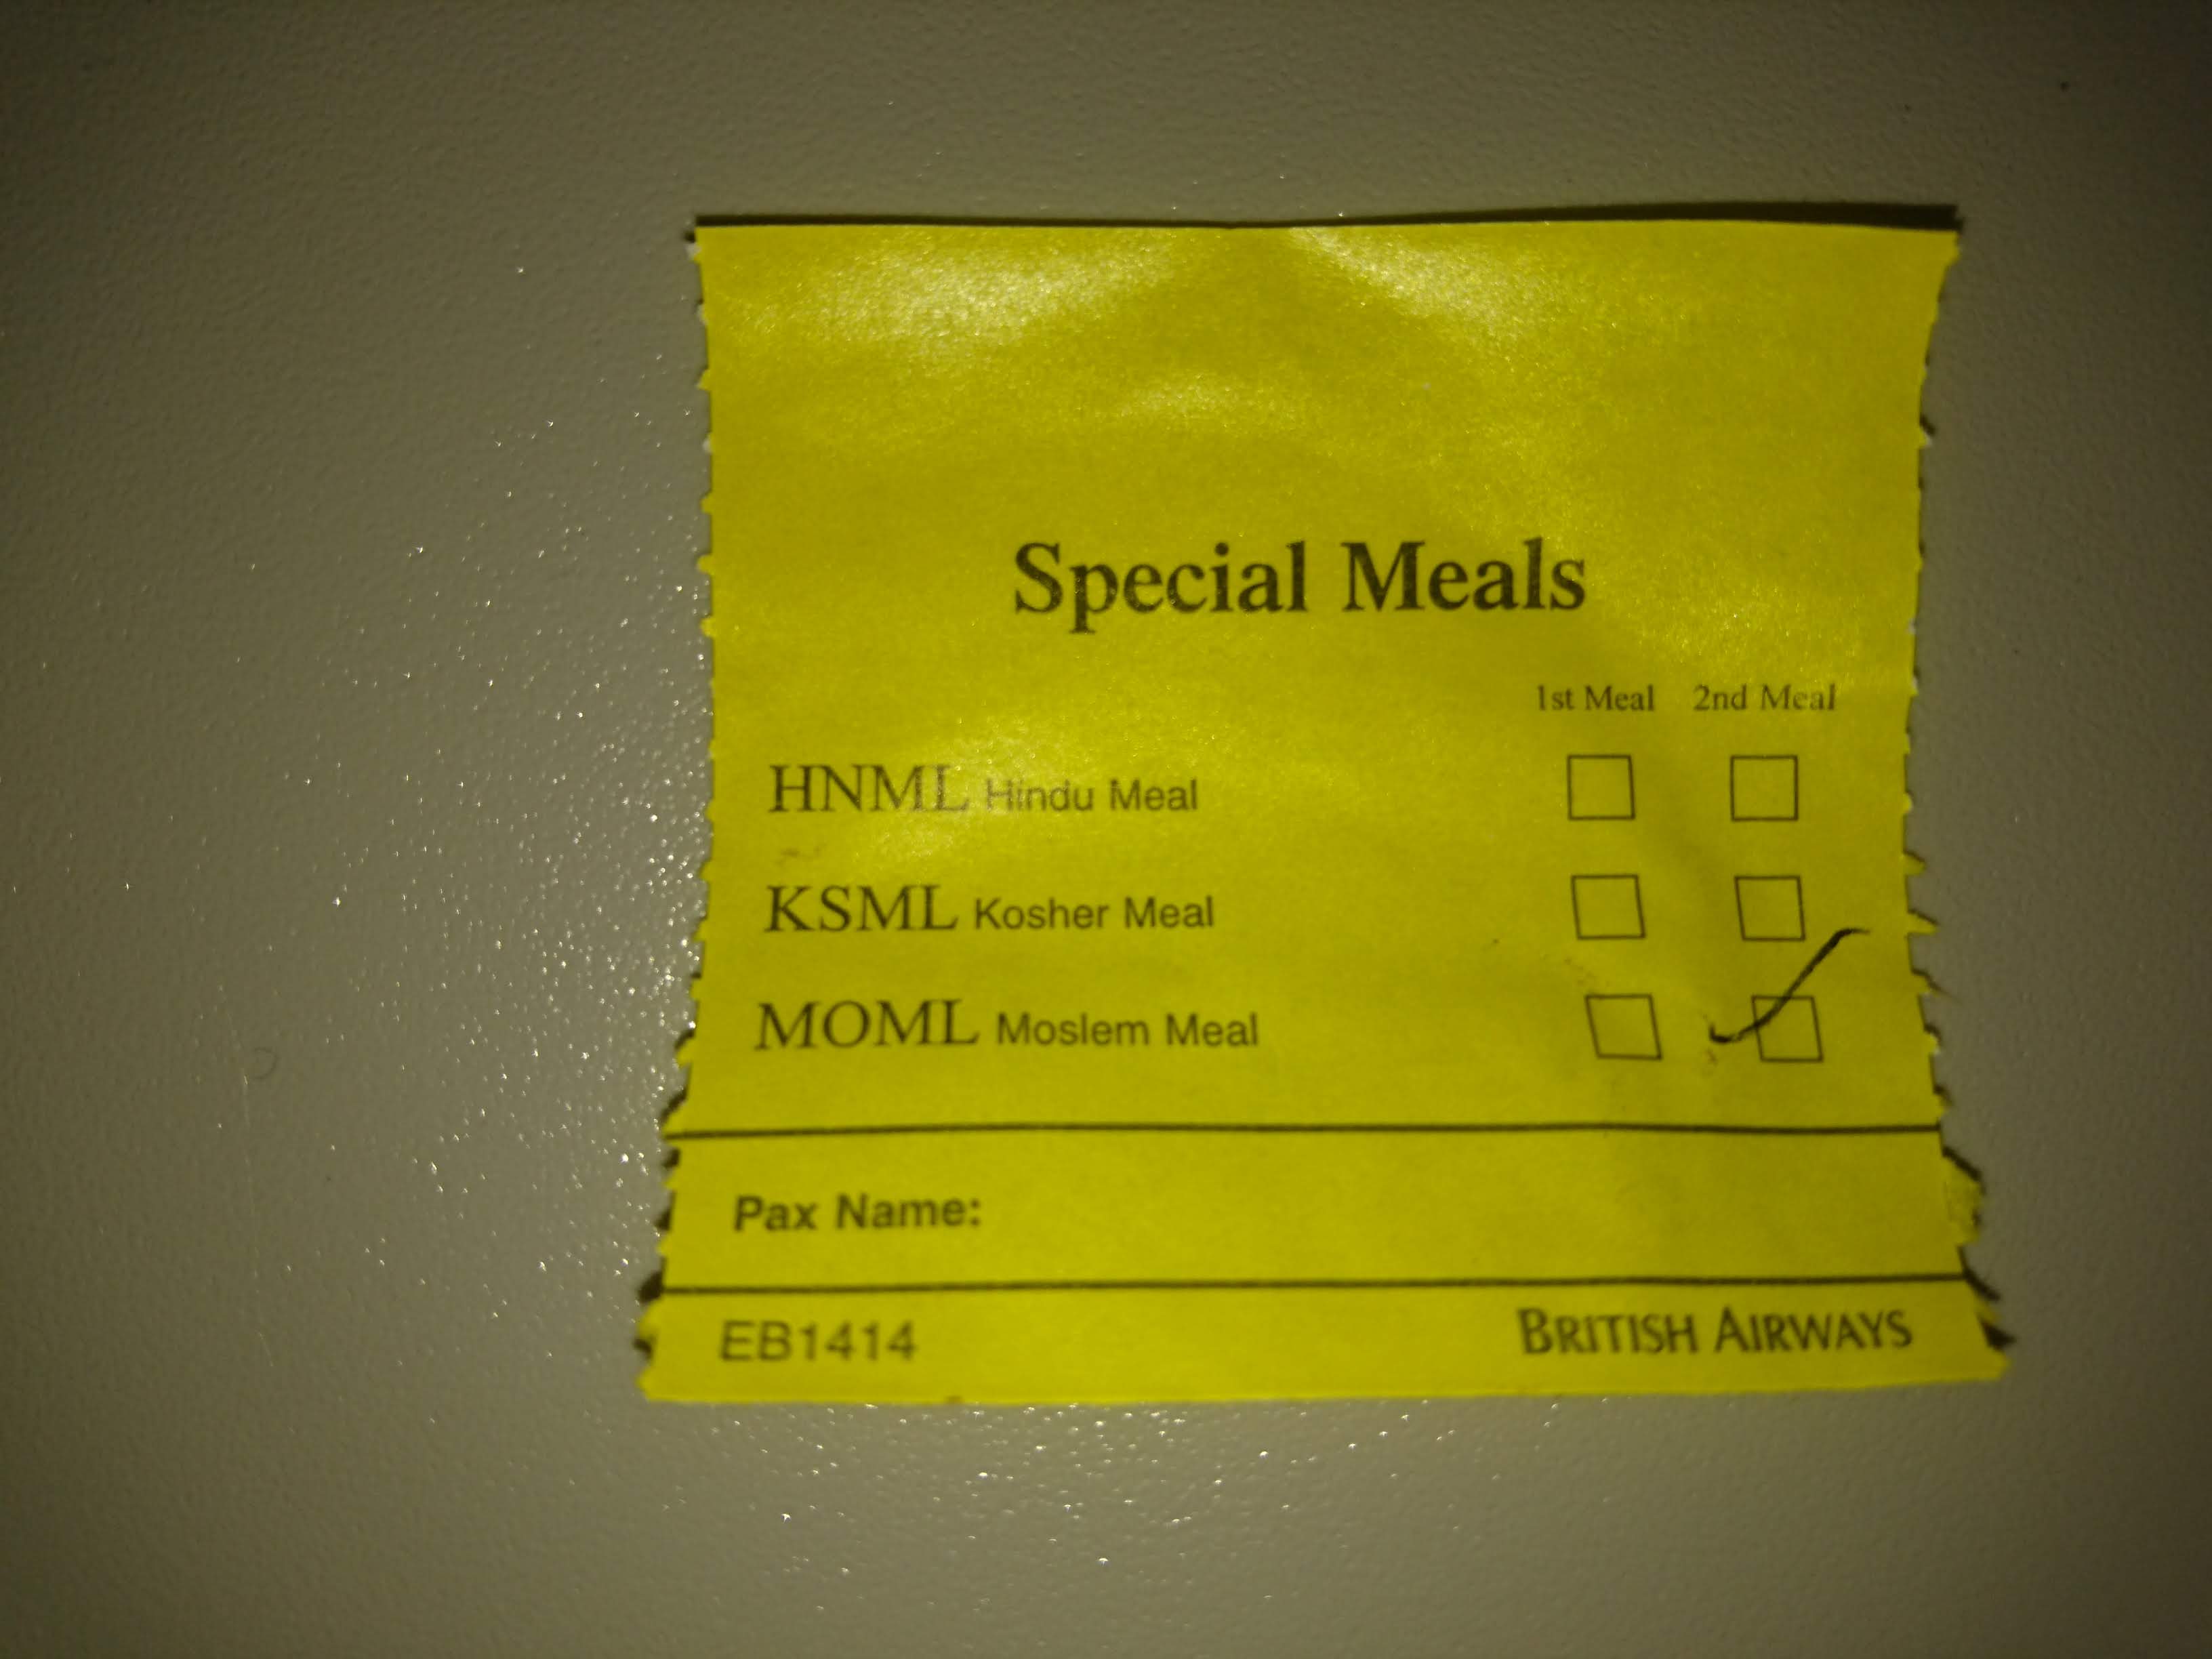 Special Meals
1st Meal 2nd Meal
HNML Hindu Meal
KSML Kosher Meal
MOML Moslem Meal
Pax Name:
EB1414 BRITISH AIRWAYS